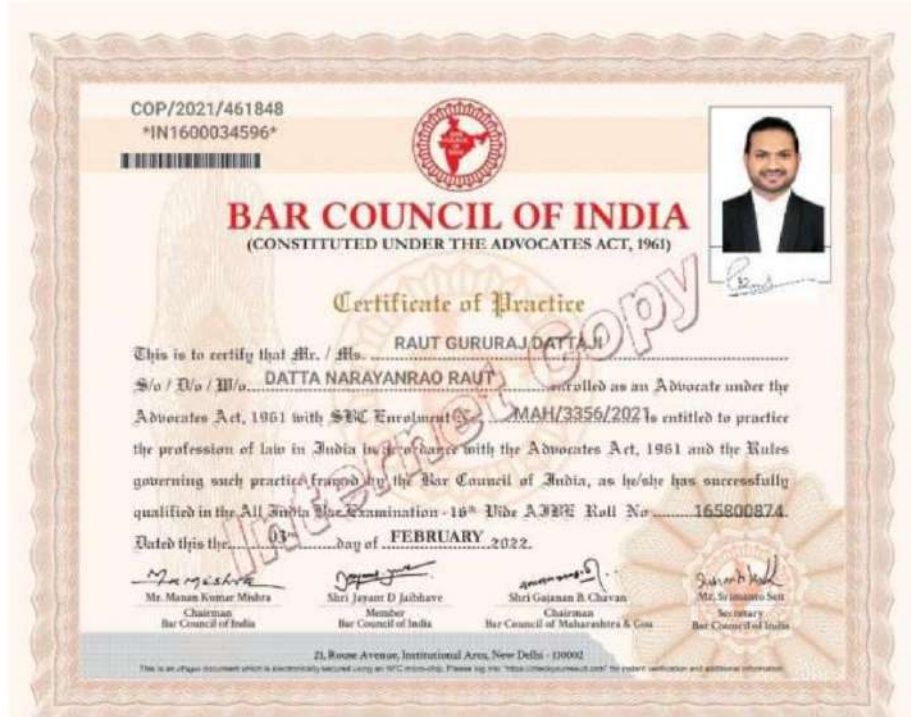 COP/2021/461848
*IN1600034596*
BAR COUNCIL OF INDIA
(CONSTITUTED UNDER THE ADVOCATES ACT, 1961)
Certificate of Practice
This is to certify that Mr. / Ms. RAUT GURURAJ DATTAJI
S/o / D/o / W/o. DATTA NARAYANRAO RAUT enrolled as an Advocate under the
Advocates Act, 1961 with SBC Enrolment No. MAH/3356/2021 is entitled to practice
the profession of law in India in accordance with the Advocates Act, 1961 and the Rules
governing such practice framed by the Bar Council of India, as he/she has successfully
qualified in the All India Bar Examination - 16th Vide AIBE Roll No 165800874
Dated this the 03rd day of FEBRUARY 2022.
Internet Copy
Mr. Manan Kumar Mishra
Chairman
Bar Council of India
Shri Jayant D Jaibhave
Member
Bar Council of India
Shri Gajanan B. Chavan
Chairman
Bar Council of Maharashtra & Goa
Mr. Srimanto Sen
Secretary
Bar Council of India
21, Rouse Avenue, Institutional Area, New Delhi - 110002